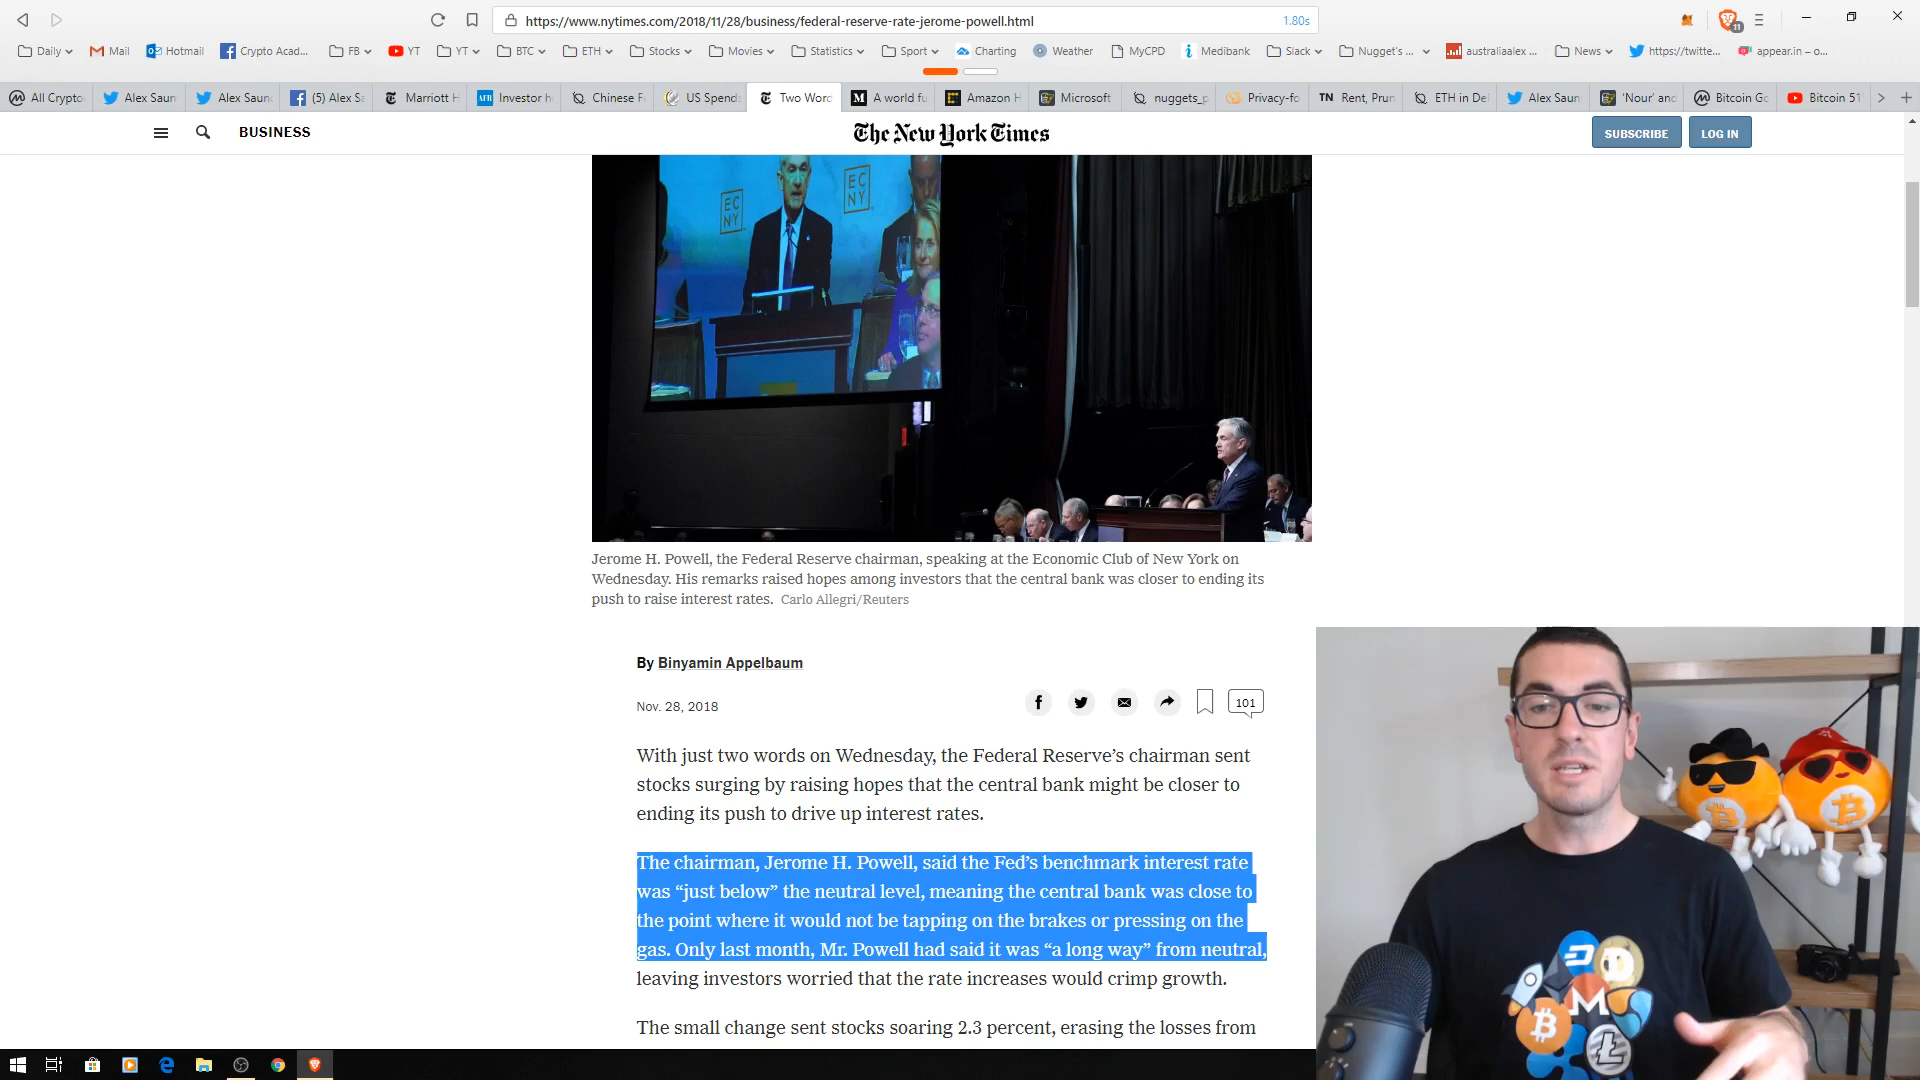 https://www.nytimes.com/2018/11/28/business/federal-reserve-rate-jerome-powell.html
1.80s
11
Daily
Mail
Hotmail
Crypto Acad...
FB
YT
YT
BTC
ETH
Stocks
Movies
Statistics
Sport
Charting
Weather
MyCPD
Medibank
Slack
Nugget's ...
australiaalex ...
News
https://twitte...
appear.in – o...
All Crypto
Alex Saun
Alex Saun
(5) Alex Sa
Marriott H
AFR
Investor h
Chinese F
US Spend
Two Word
A world fu
Amazon H
Microsoft
nuggets_p
Privacy-fo
TN
Rent, Prun
ETH in De
Alex Saun
'Nour' and
Bitcoin Go
Bitcoin 51
BUSINESS
The New York Times
SUBSCRIBE
LOG IN
EC
NY
EC
NY
Jerome H. Powell, the Federal Reserve chairman, speaking at the Economic Club of New York on
Wednesday. His remarks raised hopes among investors that the central bank was closer to ending its
push to raise interest rates. Carlo Allegri/Reuters
By Binyamin Appelbaum
Nov. 28, 2018
101
With just two words on Wednesday, the Federal Reserve’s chairman sent
stocks surging by raising hopes that the central bank might be closer to
ending its push to drive up interest rates.
The chairman, Jerome H. Powell, said the Fed’s benchmark interest rate
was “just below” the neutral level, meaning the central bank was close to
the point where it would not be tapping on the brakes or pressing on the
gas. Only last month, Mr. Powell had said it was “a long way” from neutral,
leaving investors worried that the rate increases would crimp growth.
The small change sent stocks soaring 2.3 percent, erasing the losses from